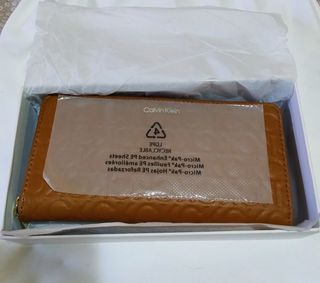 Calvin Klein
4
LDPE
RECYCLABLE
Micro-Pak® Enhanced PE Sheets
Micro-Pak® Feuilles PE améliorées
Micro-Pak® Hojas PE Reforzadas